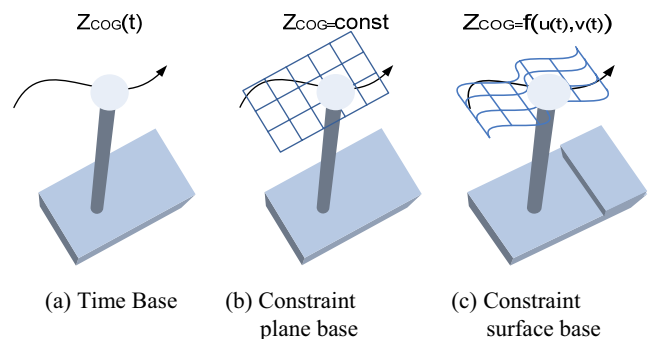 ZCOG(t)
ZCOG=const
ZCOG=f(u(t),v(t))
(a) Time Base
(b) Constraint
plane base
(c) Constraint
surface base